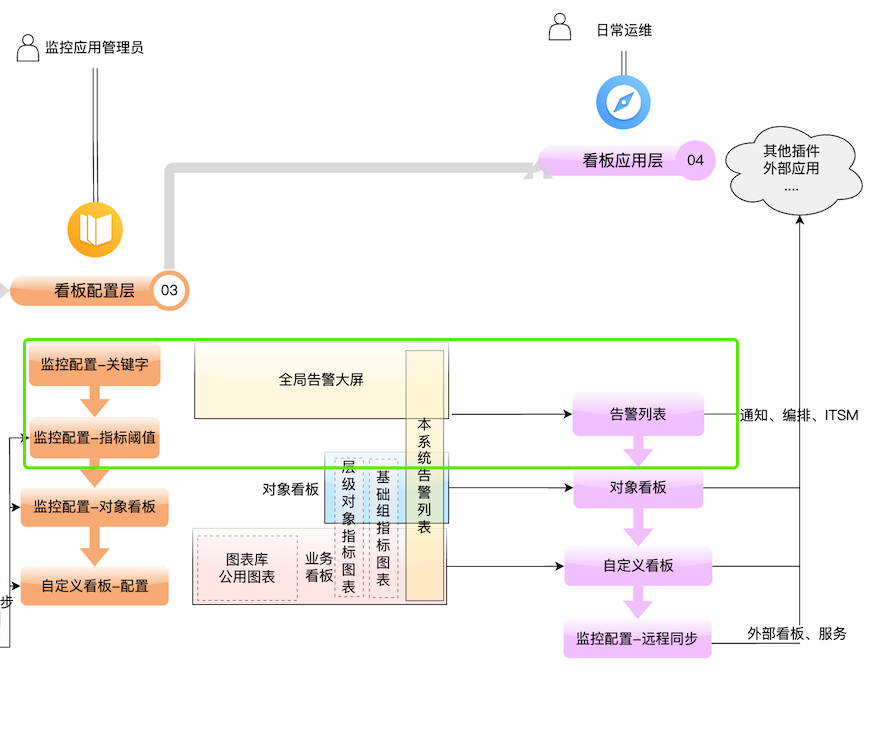 监控应用管理员
日常运维
看板应用层
04
其他插件
外部应用
....
看板配置层
03
监控配置-关键字
全局告警大屏
告警列表
通知、编排、ITSM
监控配置-指标阈值
本系统告警列表
层级对象指标图表
基础组指标图表
对象看板
对象看板
监控配置-对象看板
图表库
公用图表
业务
看板
自定义看板
自定义看板-配置
步
监控配置-远程同步
外部看板、服务